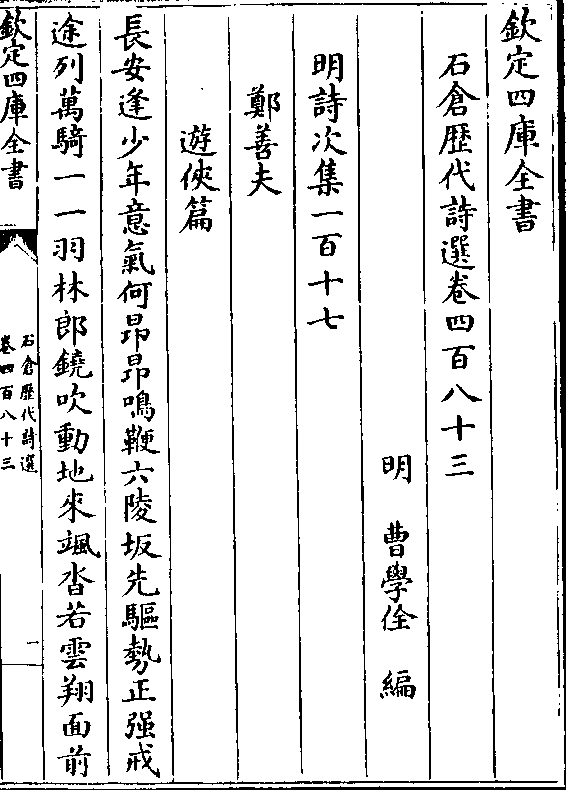 欽定四庫全書
石倉歴代詩選卷四百八十三
明 曹學佺 編
明詩次集一百十七
鄭善夫
遊俠篇
長安逢少年意氣何昻昻鳴鞭六陵坂先驅勢正强戒
途列萬騎一一羽林郎鐃吹動地來颯沓若雲翔面前
欽定四庫全書
石倉歴代詩選
卷四百八十三
一